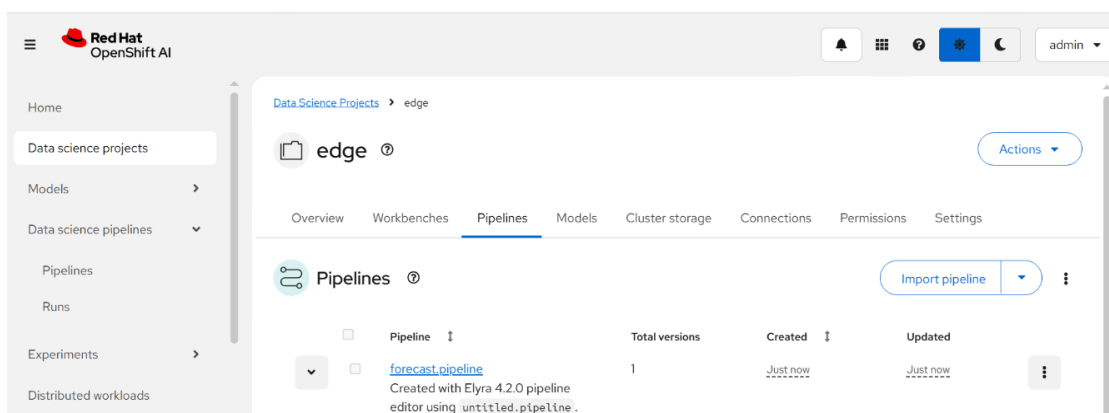 Red Hat
OpenShift AI
admin
Home
Data science projects
Models
Data science pipelines
Pipelines
Runs
Experiments
Distributed workloads
Data Science Projects > edge
edge
Actions
Overview Workbenches Pipelines Models Cluster storage Connections Permissions Settings
Pipelines
Import pipeline
Pipeline Total versions Created Updated
forecast.pipeline 1 Just now Just now
Created with Elyra 4.2.0 pipeline
editor using untitled.pipeline.